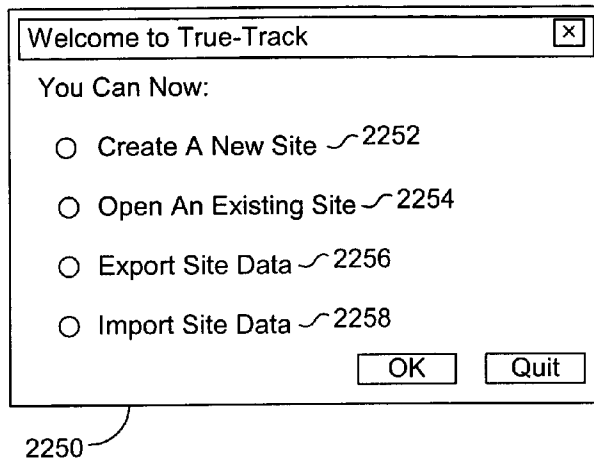 Welcome to True-Track
You Can Now:
Create A New Site 2252
Open An Existing Site 2254
Export Site Data 2256
Import Site Data 2258
OK Quit
2250